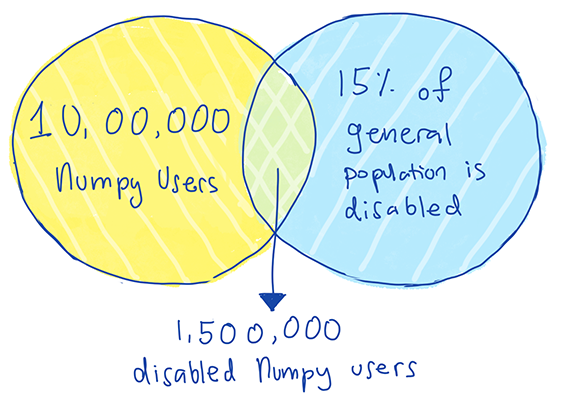 10,00,000
Numpy Users
15% of
general
population is
disabled
1,500,000
disabled Numpy users